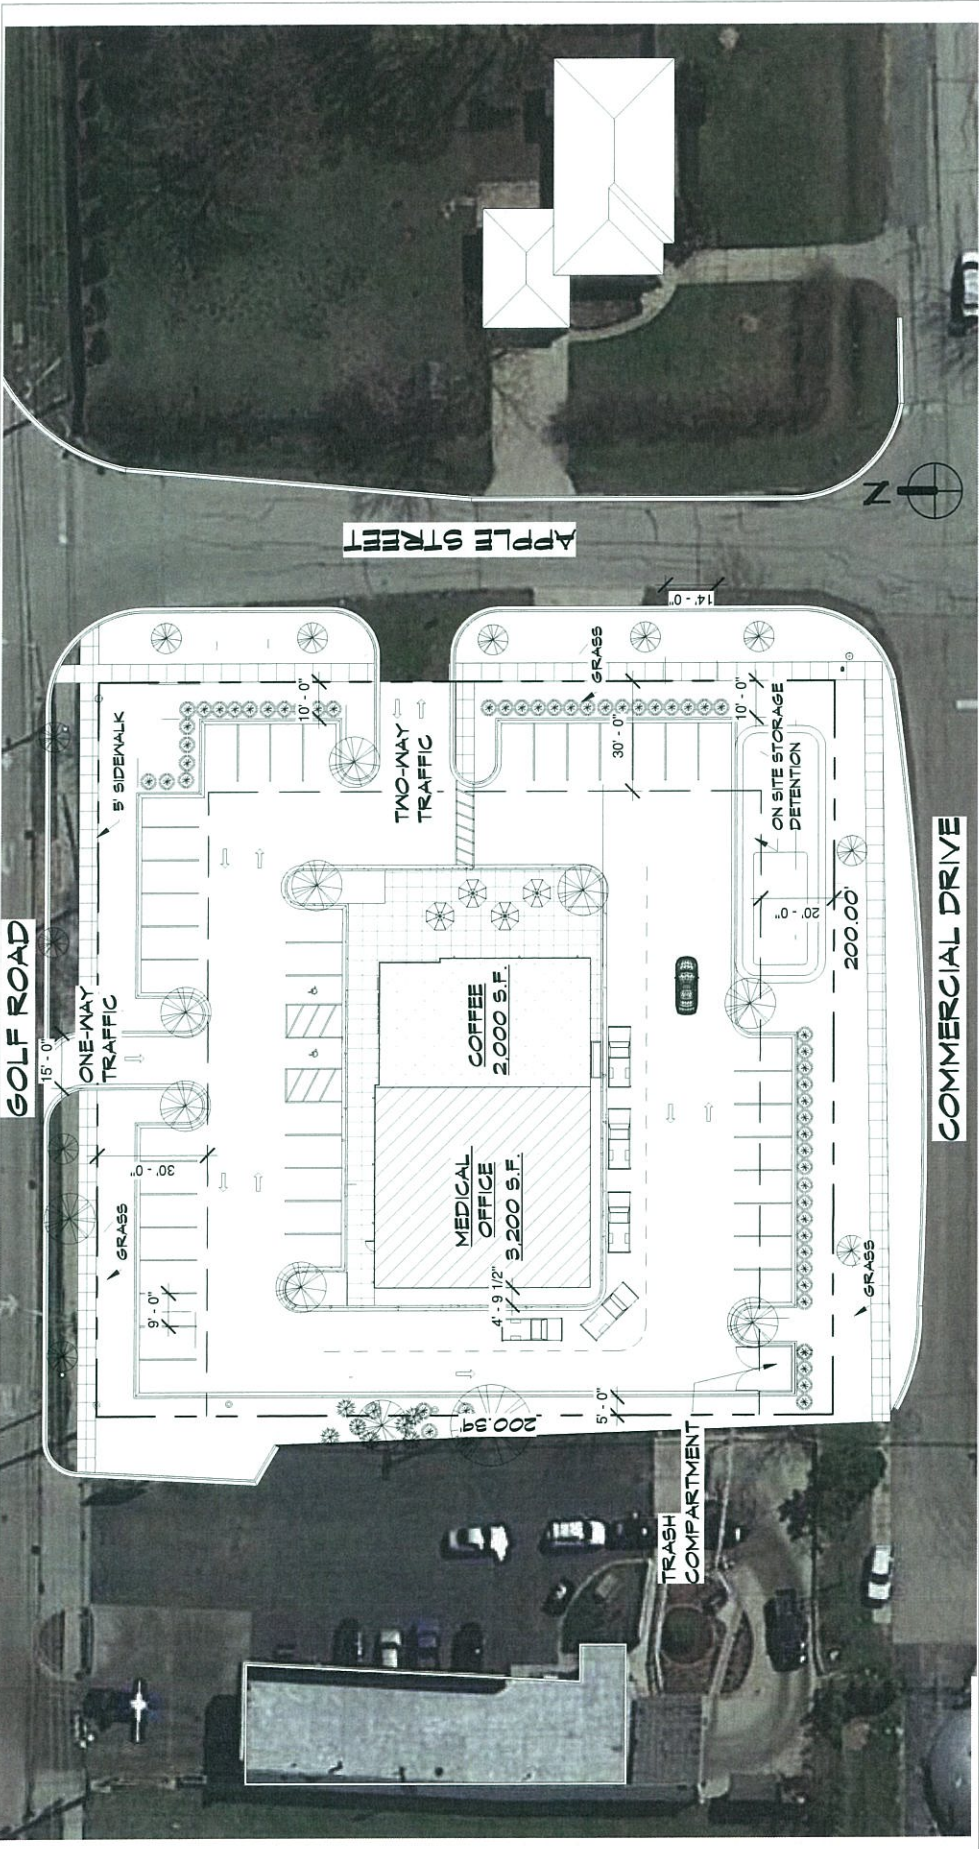 GOLF ROAD
APPLE STREET
COMMERCIAL DRIVE
N
5' SIDEWALK
10' - 0"
TWO-WAY
TRAFFIC
GRASS
14' - 0"
30' - 0"
10' - 0"
ON SITE STORAGE
DETENTION
20' - 0"
200.00'
15' - 0"
ONE-WAY
TRAFFIC
30' - 0"
GRASS
9' - 0"
COFFEE
2,000 S.F.
MEDICAL
OFFICE
3,200 S.F.
4' - 9 1/2"
5' - 0"
200.39'
GRASS
TRASH
COMPARTMENT